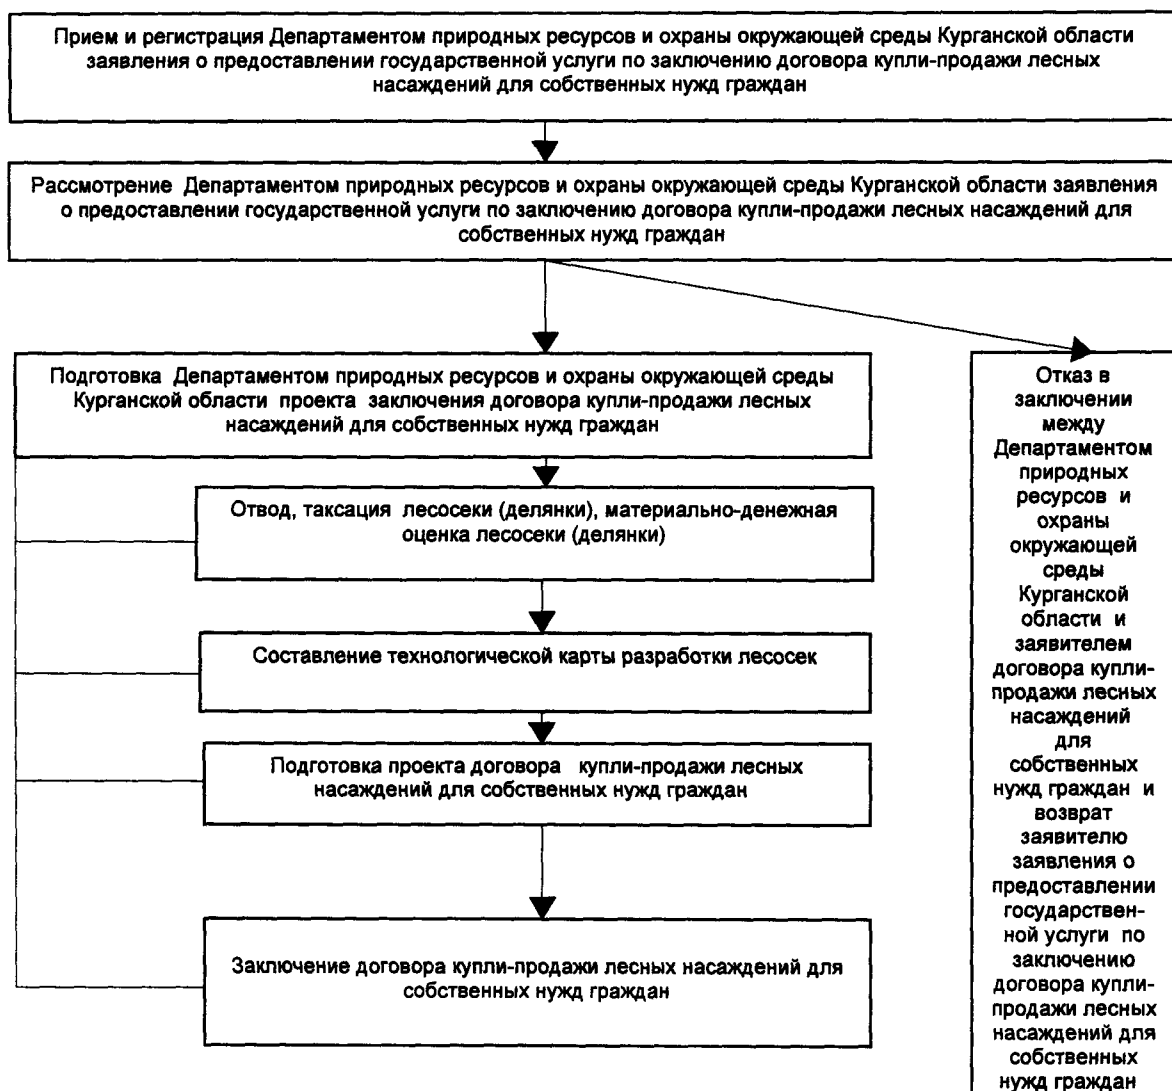 Прием и регистрация Департаментом природных ресурсов и охраны окружающей среды Курганской области
заявления о предоставлении государственной услуги по заключению договора купли-продажи лесных
насаждений для собственных нужд граждан
Рассмотрение Департаментом природных ресурсов и охраны окружающей среды Курганской области заявления
о предоставлении государственной услуги по заключению договора купли-продажи лесных насаждений для
собственных нужд граждан
Подготовка Департаментом природных ресурсов и охраны окружающей среды
Курганской области проекта заключения договора купли-продажи лесных
насаждений для собственных нужд граждан
Отвод, таксация лесосеки (делянки), материально-денежная
оценка лесосеки (делянки)
Составление технологической карты разработки лесосек
Подготовка проекта договора купли-продажи лесных
насаждений для собственных нужд граждан
Заключение договора купли-продажи лесных насаждений для
собственных нужд граждан
Отказ в
заключении
между
Департаментом
природных
ресурсов и
охраны
окружающей
среды
Курганской
области и
заявителем
договора купли-
продажи лесных
насаждений
для
собственных
нужд граждан и
возврат
заявителю
заявления о
предоставлении
государствен-
ной услуги по
заключению
договора купли-
продажи лесных
насаждений для
собственных
нужд граждан